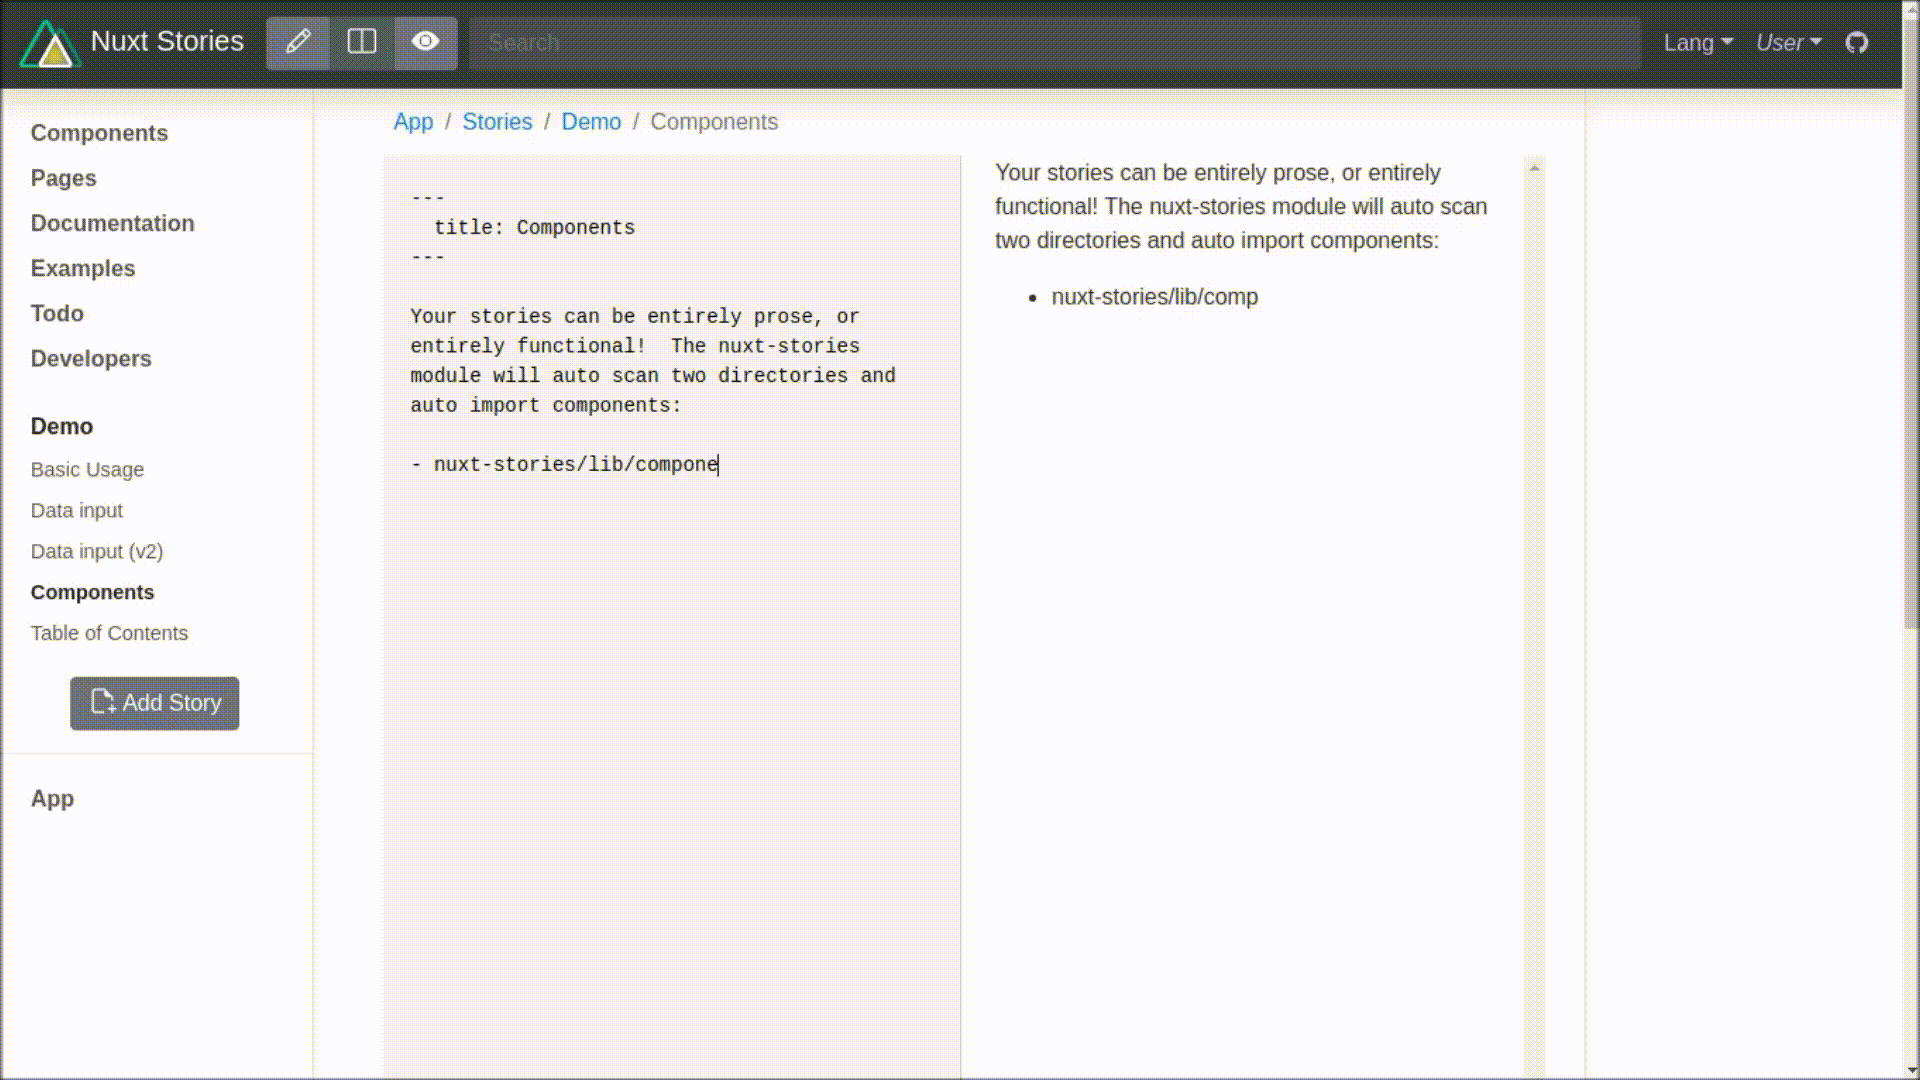 Nuxt Stories
Search
Lang
User
Components
Pages
Documentation
Examples
Todo
Developers
Demo
Basic Usage
Data input
Data input (v2)
Components
Table of Contents
Add Story
App
App / Stories / Demo / Components
---
  title: Components
---
Your stories can be entirely prose, or
entirely functional!  The nuxt-stories
module will auto scan two directories and
auto import components:
- nuxt-stories/lib/compone
Your stories can be entirely prose, or entirely
functional! The nuxt-stories module will auto scan
two directories and auto import components:
• nuxt-stories/lib/comp